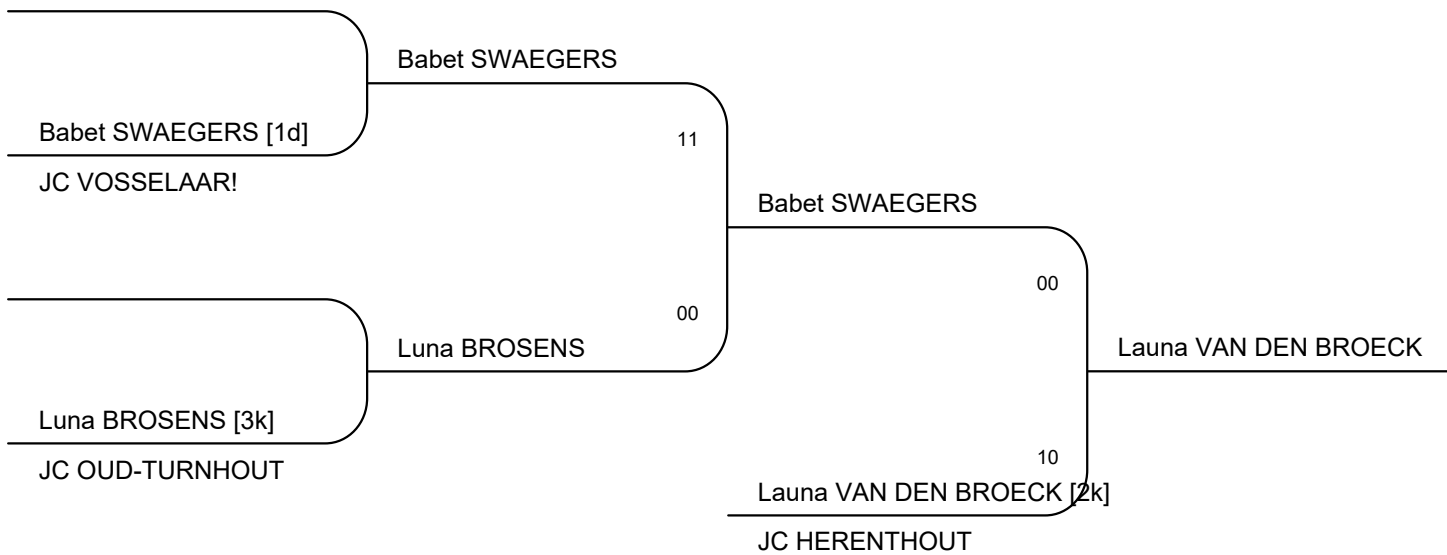 Babet SWAEGERS
Babet SWAEGERS [1d]
11
JC VOSSELAAR!
Babet SWAEGERS
00
00
Luna BROSENS
Launa VAN DEN BROECK
Luna BROSENS [3k]
10
JC OUD-TURNHOUT
Launa VAN DEN BROECK [2k]
JC HERENTHOUT